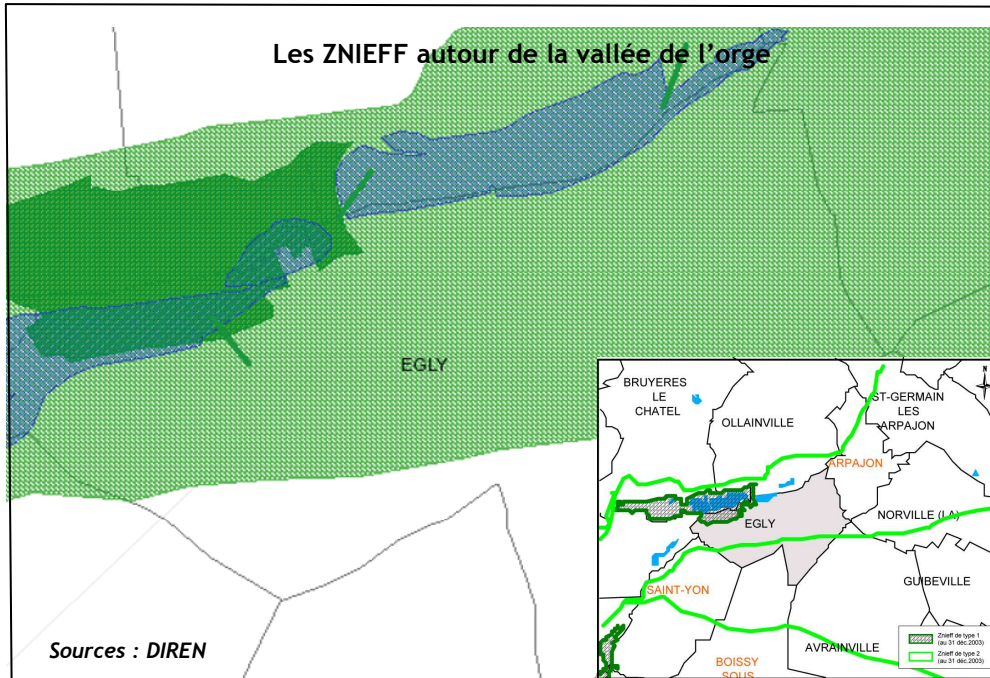 Les ZNIEFF autour de la vallée de l'orge
EGLY
BRUYERES
LE
CHATEL
OLLAINVILLE
ST-GERMAIN
LES
ARPAJON
N
ARPAJON
EGLY
NORVILLE (LA)
SAINT-YON
GUIBEVILLE
AVRAINVILLE
BOISSY
SOUS
Znieff de type 1
(au 31 déc.2003)
Znieff de type 2
(au 31 déc.2003)
Sources : DIREN